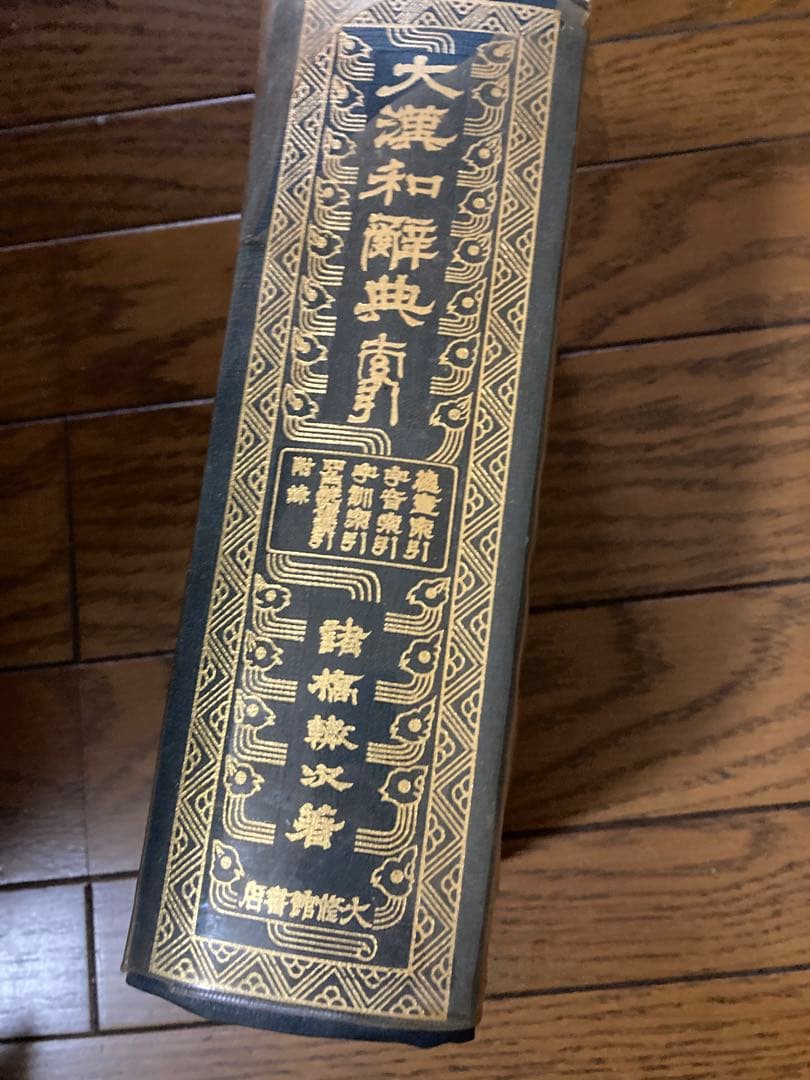 大漢和辭典 索引
總畫索引
字音索引
字訓索引
四角號碼索引
附錄
諸橋轍次著
大修館書店